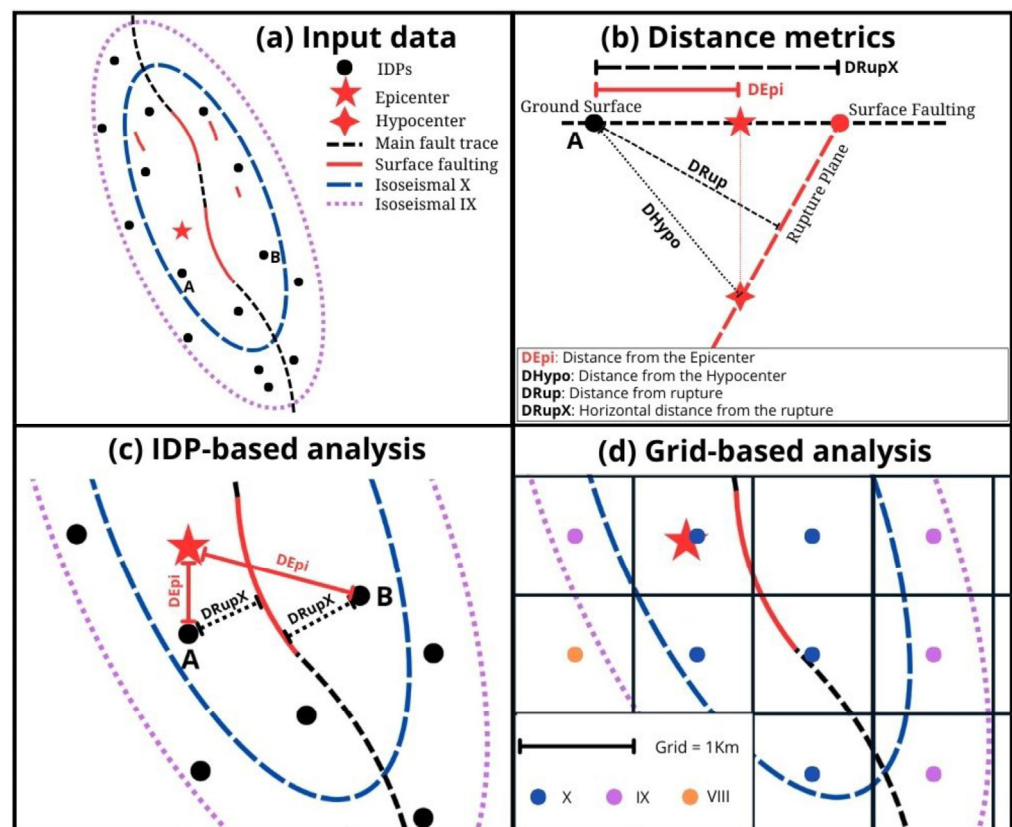 (a) Input data
IDPs
Epicenter
Hypocenter
Main fault trace
Surface faulting
Isoseismal X
Isoseismal IX
B
A
(b) Distance metrics
DRupX
DEpi
Ground Surface
Surface Faulting
A
DRup
DHypo
Rupture Plane
DEpi: Distance from the Epicenter
DHypo: Distance from the Hypocenter
DRup: Distance from rupture
DRupX: Horizontal distance from the rupture
(c) IDP-based analysis
DEpi
DEpi
DRupX
DRupX
B
A
(d) Grid-based analysis
Grid = 1Km
X
IX
VIII